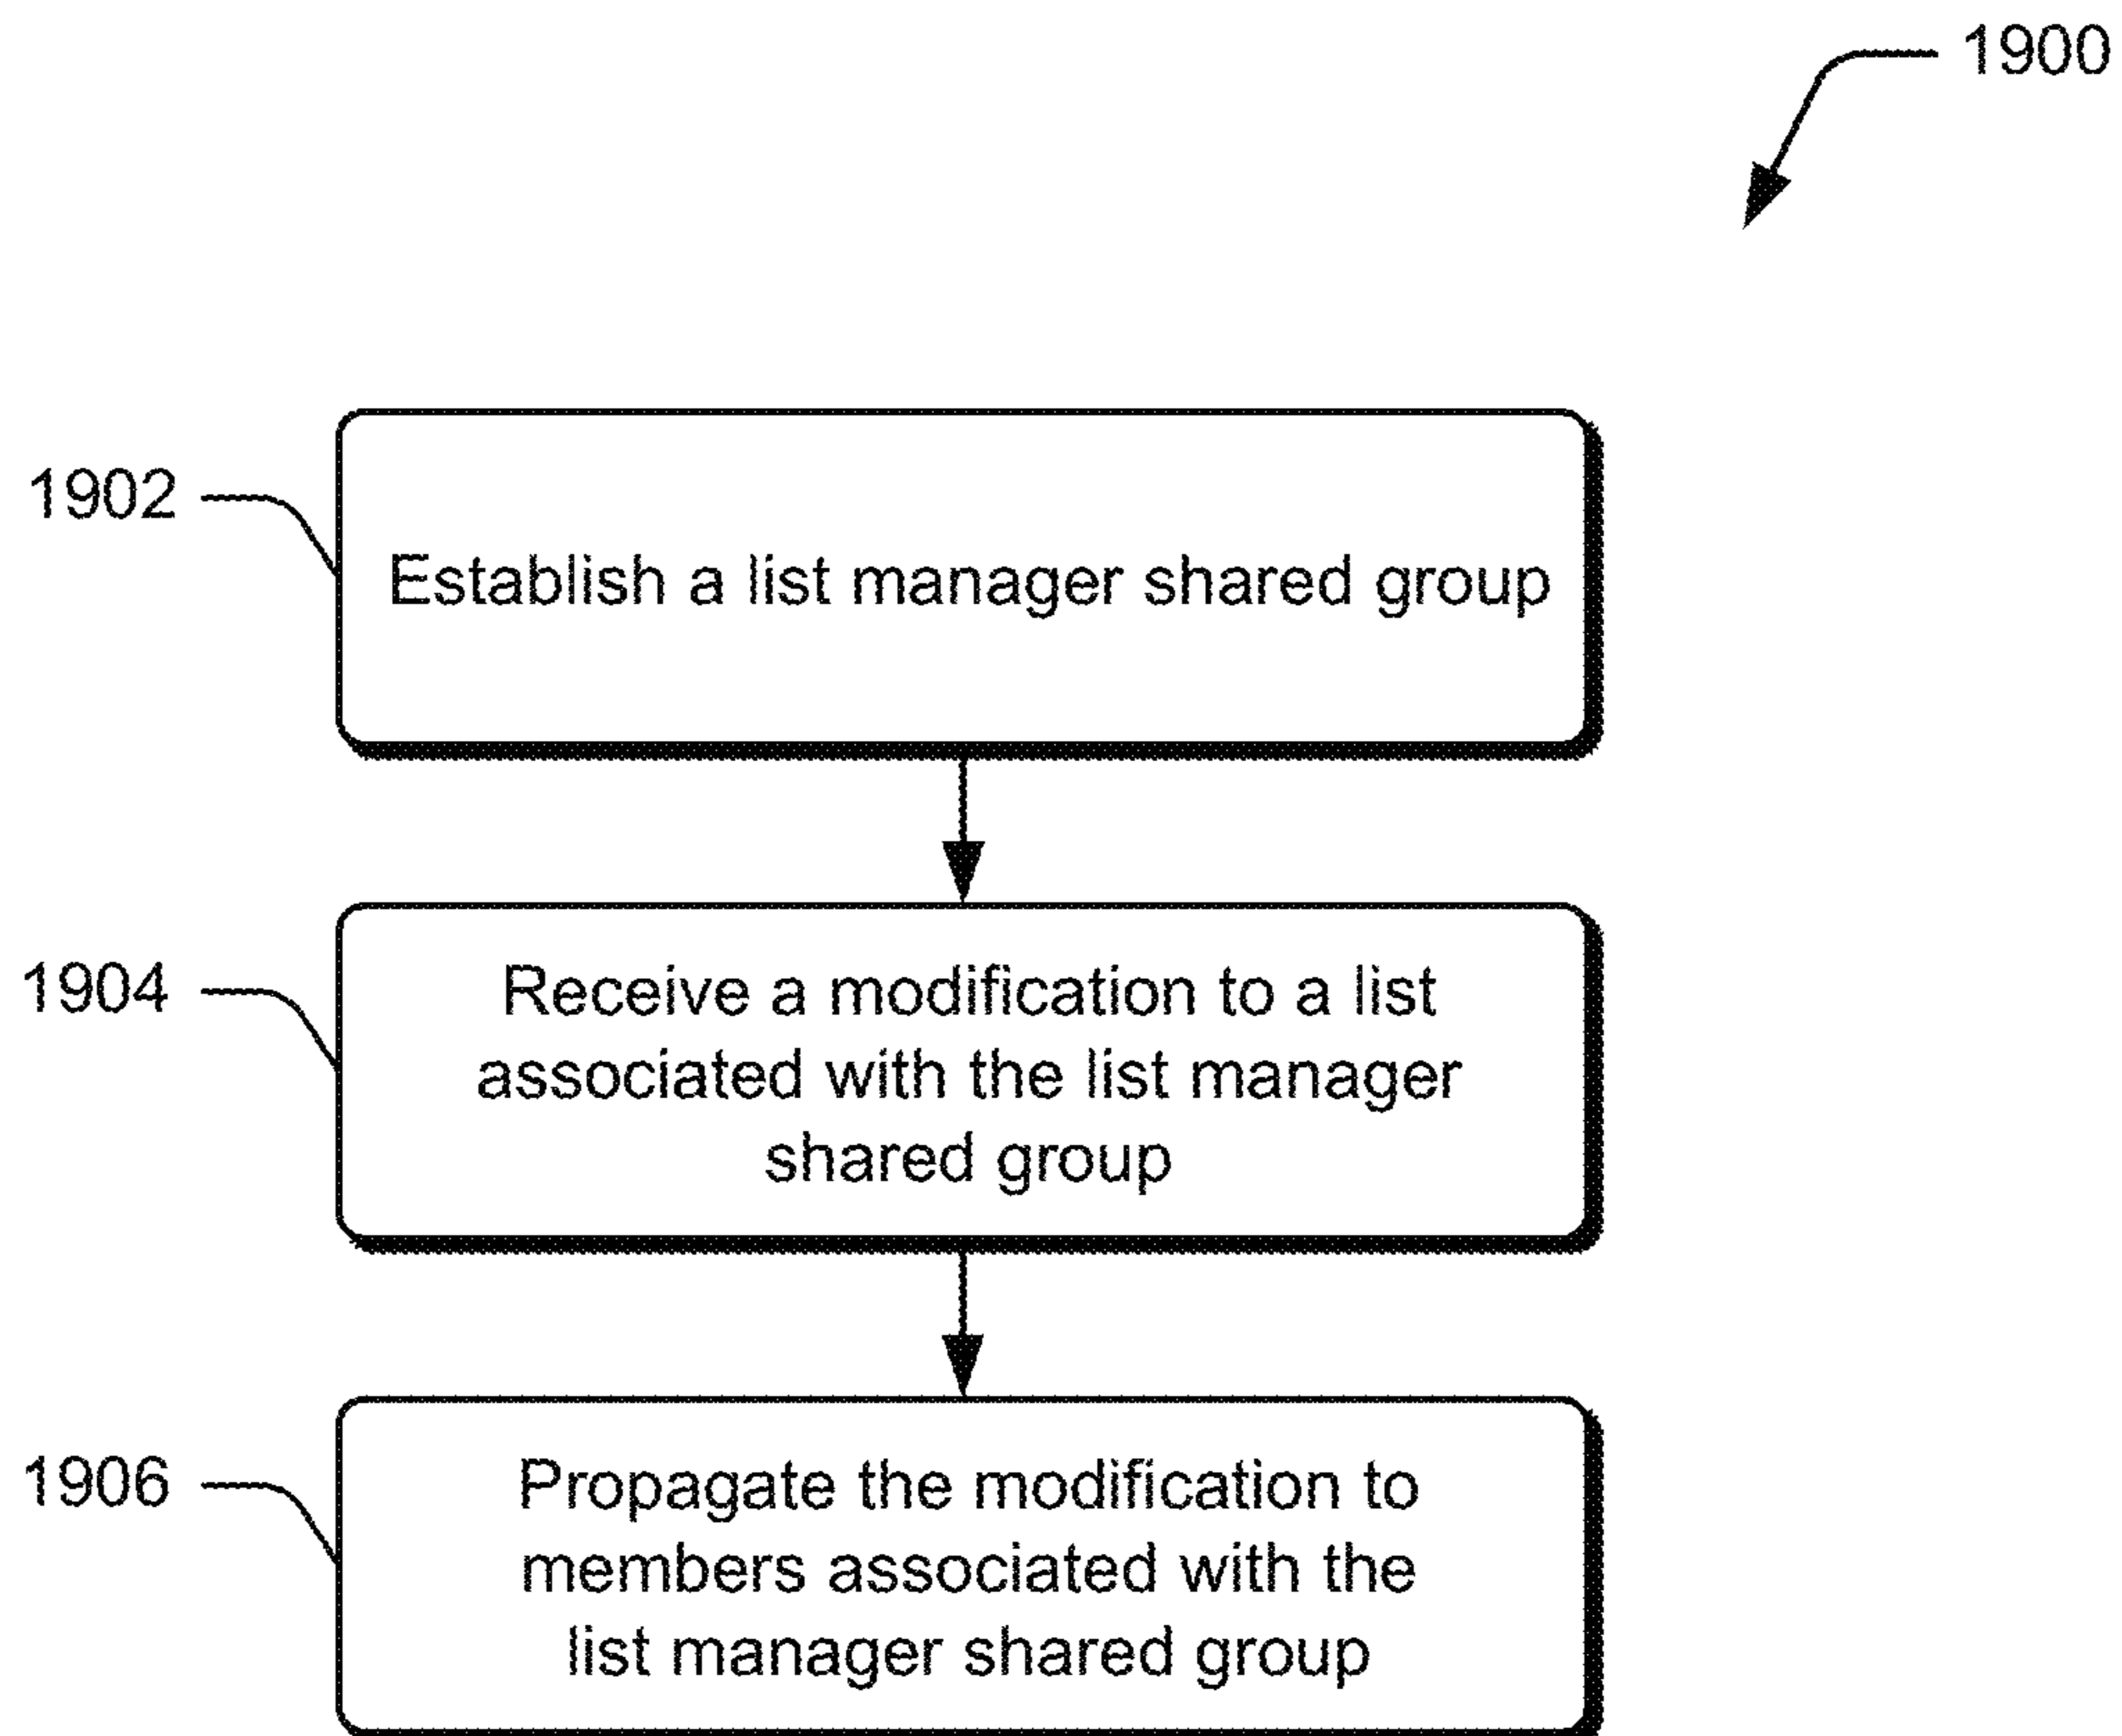 1900
1902
Establish a list manager shared group
1904
Receive a modification to a list
associated with the list manager
shared group
1906
Propagate the modification to
members associated with the
list manager shared group